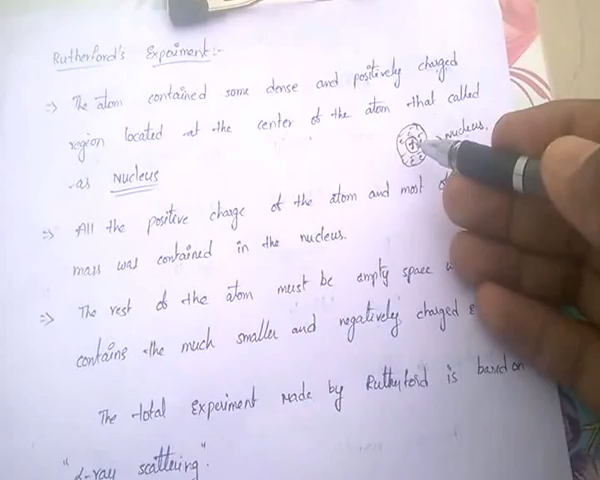 Rutherford's Expoiment:-
=> The atom contained some dense and positively charged
region located at the center of the atom that called
-as Nucleus
nucleus.
=> All the positive charge of the atom and most
mass was contained in the nucleus.
=> The rest of the atom must be empty space
contains the much smaller and negatively charged
The total Experiment made by Rutherford is based on
"α-ray scattering".